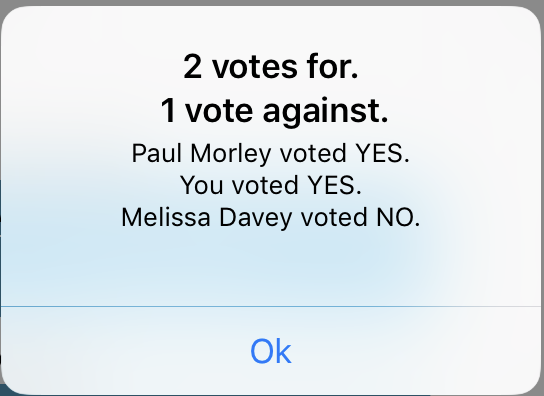 2 votes for.
1 vote against.
Paul Morley voted YES.
You voted YES.
Melissa Davey voted NO.
Ok